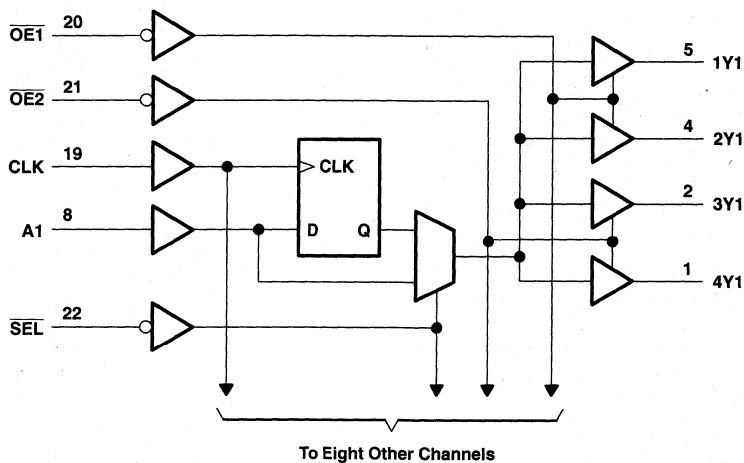 OE1 20
OE2 21
CLK 19
A1 8
SEL 22
CLK
D Q
5 1Y1
4 2Y1
2 3Y1
1 4Y1
To Eight Other Channels